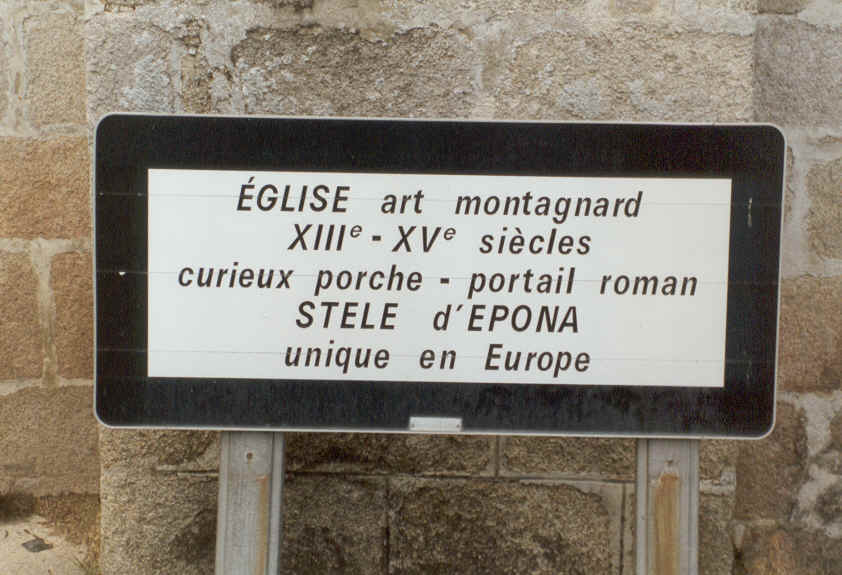 ÉGLISE art montagnard
XIIIᵉ - XVᵉ siècles
curieux porche - portail roman
STELE d'EPONA
unique en Europe